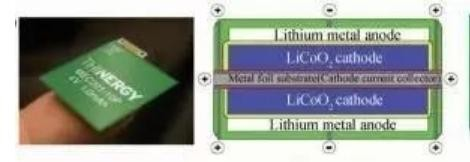 THINERGY
Lithium metal anode
LiCoO2 cathode
Metal foil substrate(Cathode current collector)
LiCoO2 cathode
Lithium metal anode